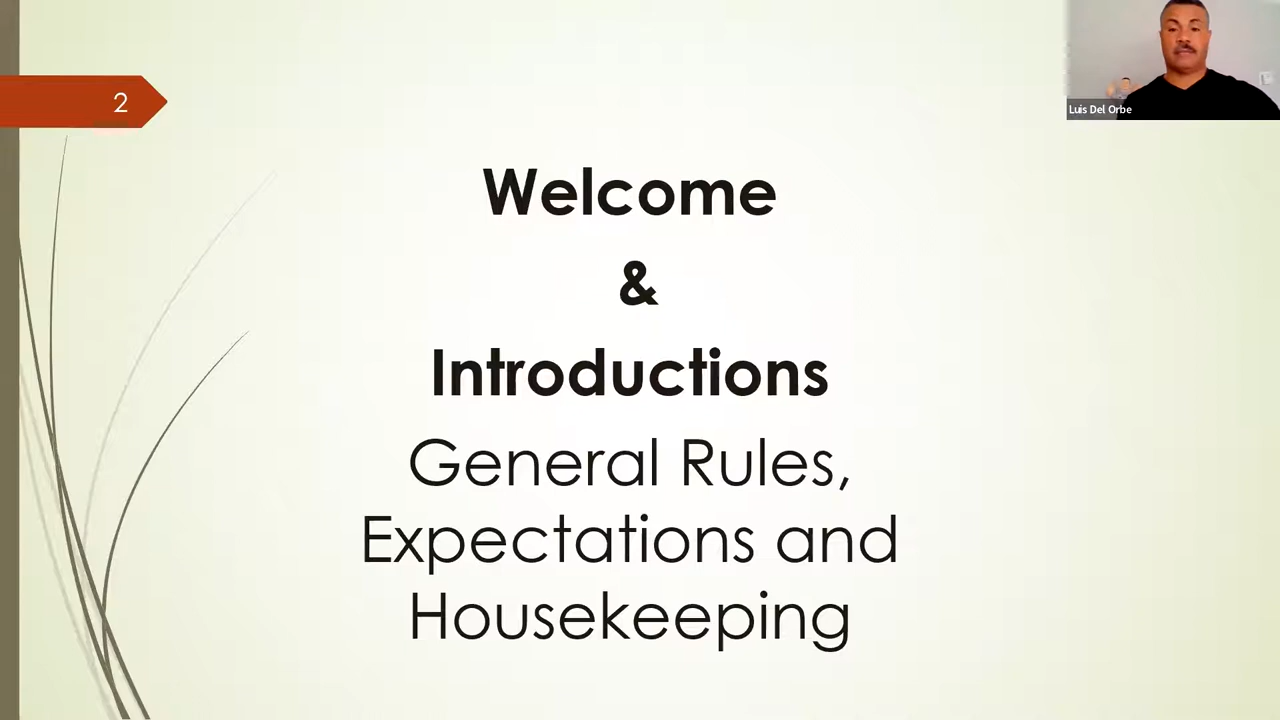 2
Luis Del Orbe
Welcome
&
Introductions
General Rules,
Expectations and
Housekeeping